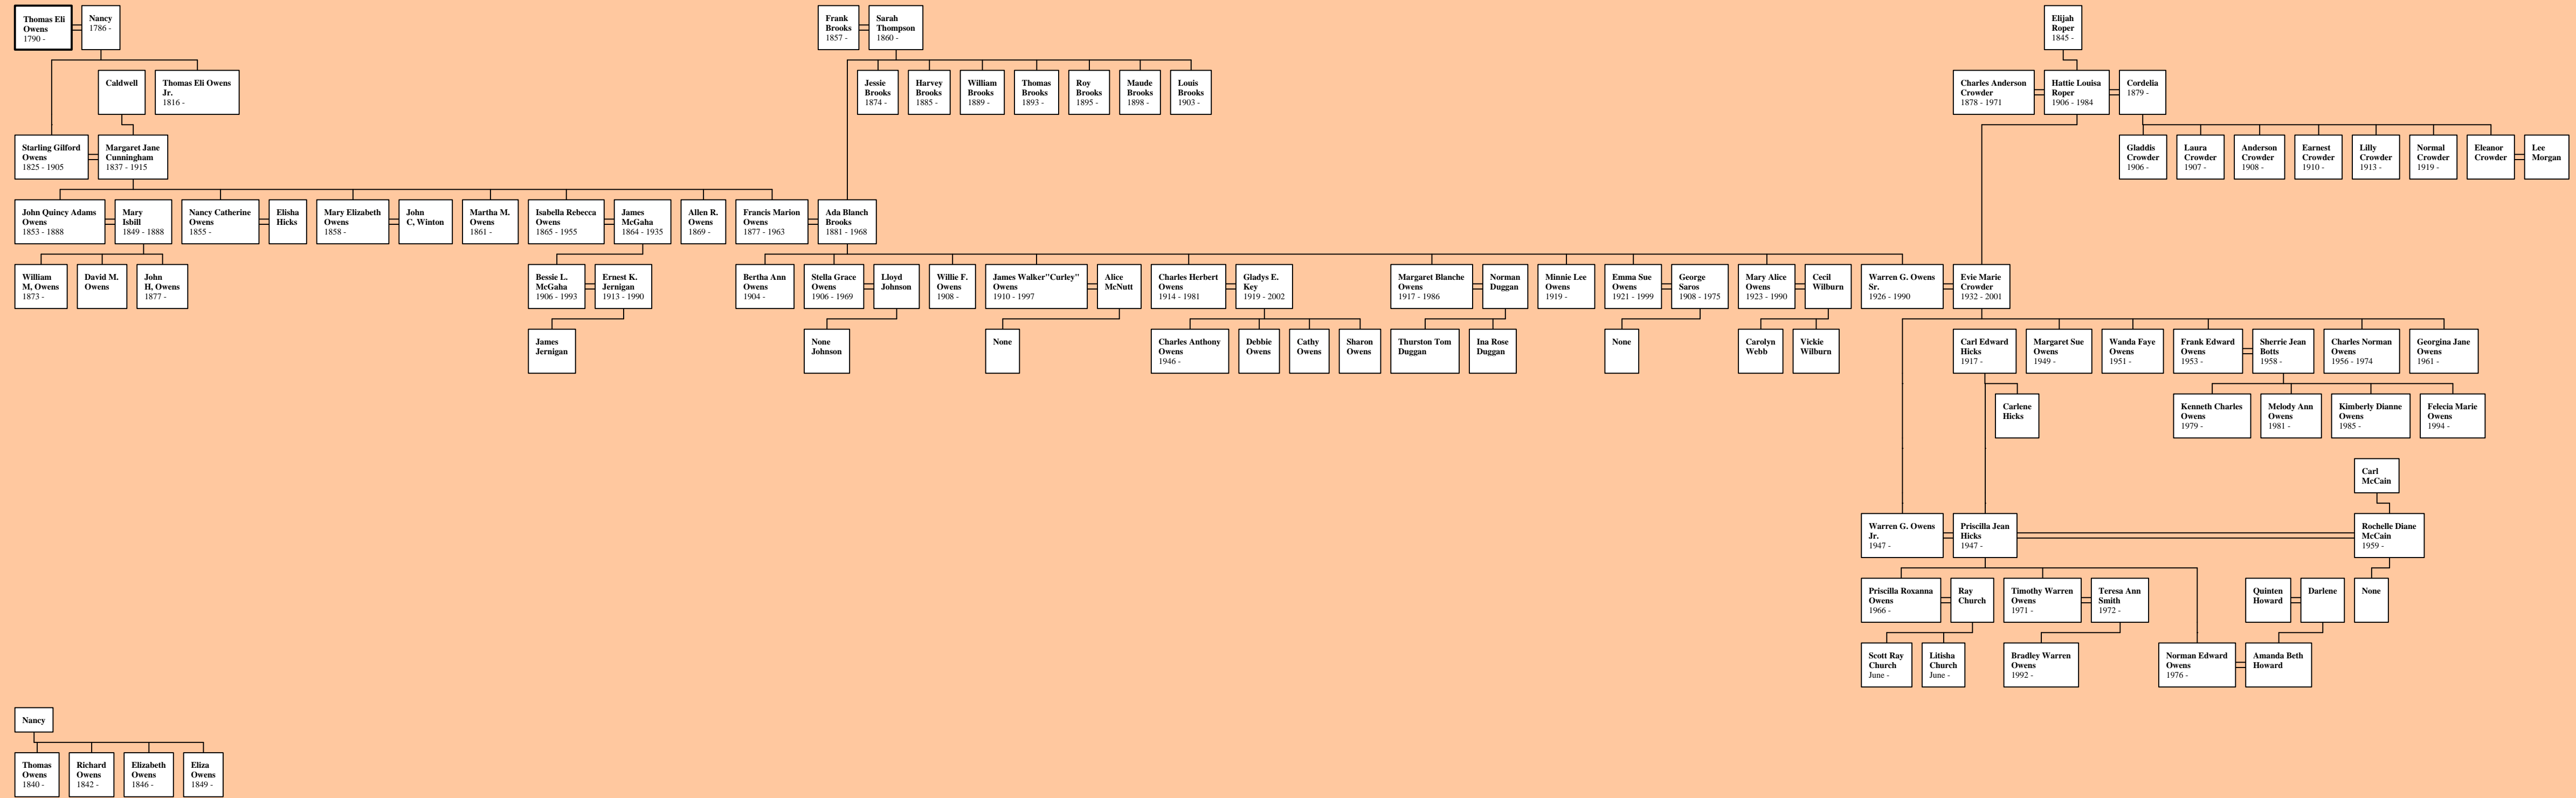 Thomas Eli
Owens
1790 -
Nancy
1786 -
Frank
Brooks
1857 -
Sarah
Thompson
1860 -
Elijah
Roper
1845 -
Caldwell
Thomas Eli Owens
Jr.
1816 -
Jessie
Brooks
1874 -
Harvey
Brooks
1885 -
William
Brooks
1889 -
Thomas
Brooks
1893 -
Roy
Brooks
1895 -
Maude
Brooks
1898 -
Louis
Brooks
1903 -
Charles Anderson
Crowder
1878 - 1971
Hattie Louisa
Roper
1906 - 1984
Cordelia
1879 -
Starling Gilford
Owens
1825 - 1905
Margaret Jane
Cunningham
1837 - 1915
Gladdis
Crowder
1906 -
Laura
Crowder
1907 -
Anderson
Crowder
1908 -
Earnest
Crowder
1910 -
Lilly
Crowder
1913 -
Normal
Crowder
1919 -
Eleanor
Crowder
Lee
Morgan
John Quincy Adams
Owens
1853 - 1888
Mary
Isbill
1849 - 1888
Nancy Catherine
Owens
1855 -
Elisha
Hicks
Mary Elizabeth
Owens
1858 -
John
C, Winton
Martha M.
Owens
1861 -
Isabella Rebecca
Owens
1865 - 1955
James
McGaha
1864 - 1935
Allen R.
Owens
1869 -
Francis Marion
Owens
1877 - 1963
Ada Blanch
Brooks
1881 - 1968
William
M, Owens
1873 -
David M.
Owens
John
H, Owens
1877 -
Bessie L.
McGaha
1906 - 1993
Ernest K.
Jernigan
1913 - 1990
Bertha Ann
Owens
1904 -
Stella Grace
Owens
1906 - 1969
Lloyd
Johnson
Willie F.
Owens
1908 -
James Walker"Curley"
Owens
1910 - 1997
Alice
McNutt
Charles Herbert
Owens
1914 - 1981
Gladys E.
Key
1919 - 2002
Margaret Blanche
Owens
1917 - 1986
Norman
Duggan
Minnie Lee
Owens
1919 -
Emma Sue
Owens
1921 - 1999
George
Saros
1908 - 1975
Mary Alice
Owens
1923 - 1990
Cecil
Wilburn
Warren G. Owens
Sr.
1926 - 1990
Evie Marie
Crowder
1932 - 2001
James
Jernigan
None
Johnson
None
Charles Anthony
Owens
1946 -
Debbie
Owens
Cathy
Owens
Sharon
Owens
Thurston Tom
Duggan
Ina Rose
Duggan
None
Carolyn
Webb
Vickie
Wilburn
Carl Edward
Hicks
1917 -
Margaret Sue
Owens
1949 -
Wanda Faye
Owens
1951 -
Frank Edward
Owens
1953 -
Sherrie Jean
Botts
1958 -
Charles Norman
Owens
1956 - 1974
Georgina Jane
Owens
1961 -
Carlene
Hicks
Kenneth Charles
Owens
1979 -
Melody Ann
Owens
1981 -
Kimberly Dianne
Owens
1985 -
Felecia Marie
Owens
1994 -
Carl
McCain
Warren G. Owens
Jr.
1947 -
Priscilla Jean
Hicks
1947 -
Rochelle Diane
McCain
1959 -
Priscilla Roxanna
Owens
1966 -
Ray
Church
Timothy Warren
Owens
1971 -
Teresa Ann
Smith
1972 -
Quinten
Howard
Darlene
None
Scott Ray
Church
June -
Litisha
Church
June -
Bradley Warren
Owens
1992 -
Norman Edward
Owens
1976 -
Amanda Beth
Howard
Nancy
Thomas
Owens
1840 -
Richard
Owens
1842 -
Elizabeth
Owens
1846 -
Eliza
Owens
1849 -